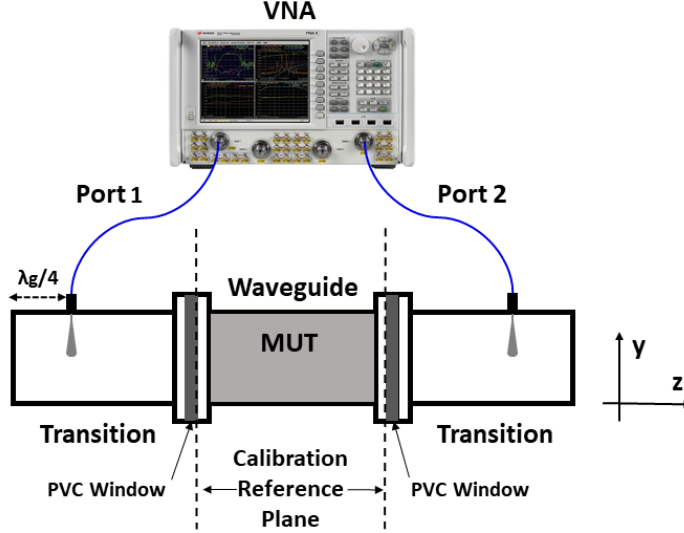 VNA
Port 1
Port 2
λg/4
Waveguide
MUT
y
z
Transition
Transition
Calibration
Reference
Plane
PVC Window
PVC Window